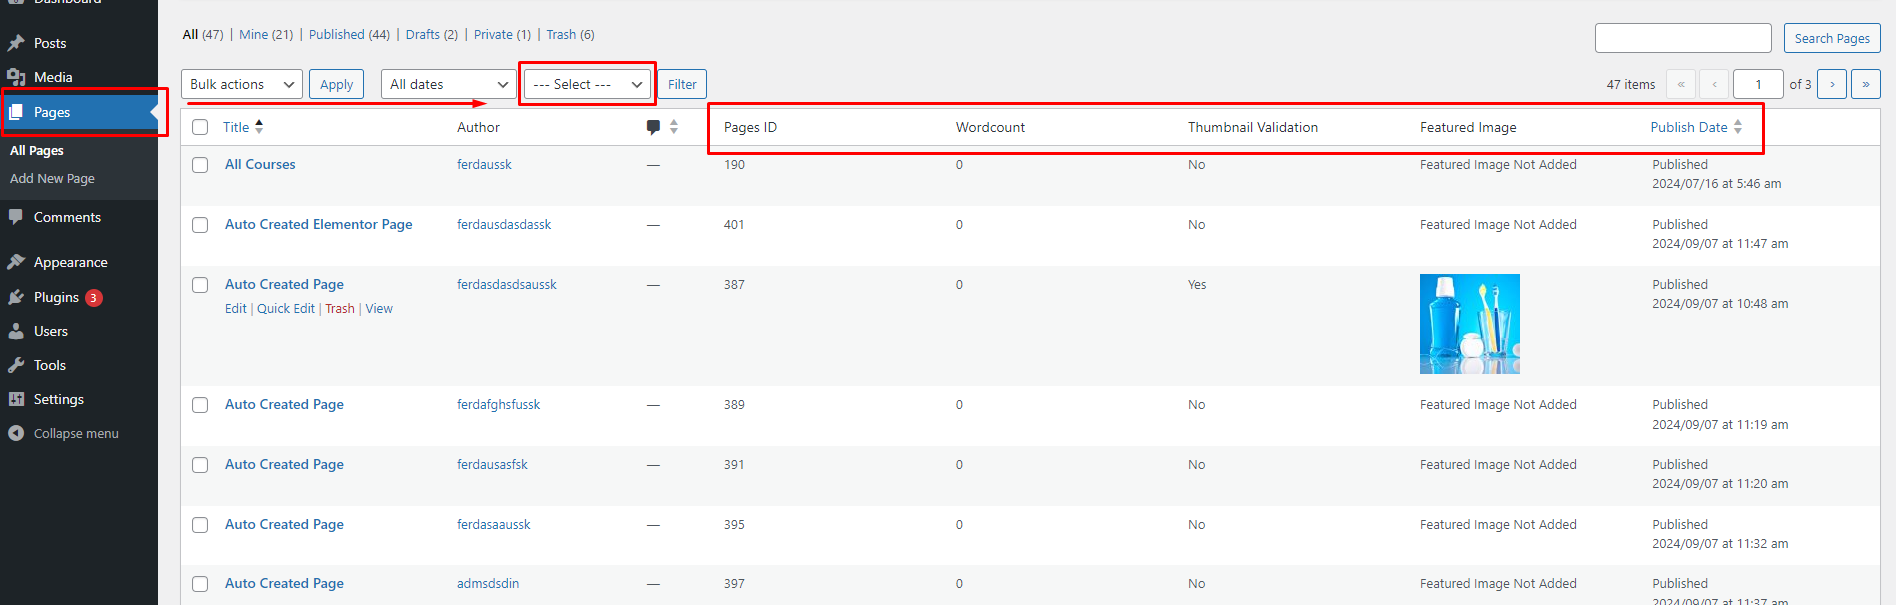 Dashboard
Posts
Media
Pages
All Pages
Add New Page
Comments
Appearance
Plugins 3
Users
Tools
Settings
Collapse menu
All (47) | Mine (21) | Published (44) | Drafts (2) | Private (1) | Trash (6)
Search Pages
Bulk actions Apply All dates --- Select --- Filter
47 items « ‹ 1 of 3 › »
Title Author Pages ID Wordcount Thumbnail Validation Featured Image Publish Date
All Courses ferdaussk — 190 0 No Featured Image Not Added Published
2024/07/16 at 5:46 am
Auto Created Elementor Page ferdausdasdassk — 401 0 No Featured Image Not Added Published
2024/09/07 at 11:47 am
Auto Created Page ferdasdasdsaussk — 387 0 Yes Published
Edit | Quick Edit | Trash | View 2024/09/07 at 10:48 am
Auto Created Page ferdafghsfussk — 389 0 No Featured Image Not Added Published
2024/09/07 at 11:19 am
Auto Created Page ferdausasfsk — 391 0 No Featured Image Not Added Published
2024/09/07 at 11:20 am
Auto Created Page ferdasaaussk — 395 0 No Featured Image Not Added Published
2024/09/07 at 11:32 am
Auto Created Page admsdsdin — 397 0 No Featured Image Not Added Published
2024/09/07 at 11:37 am